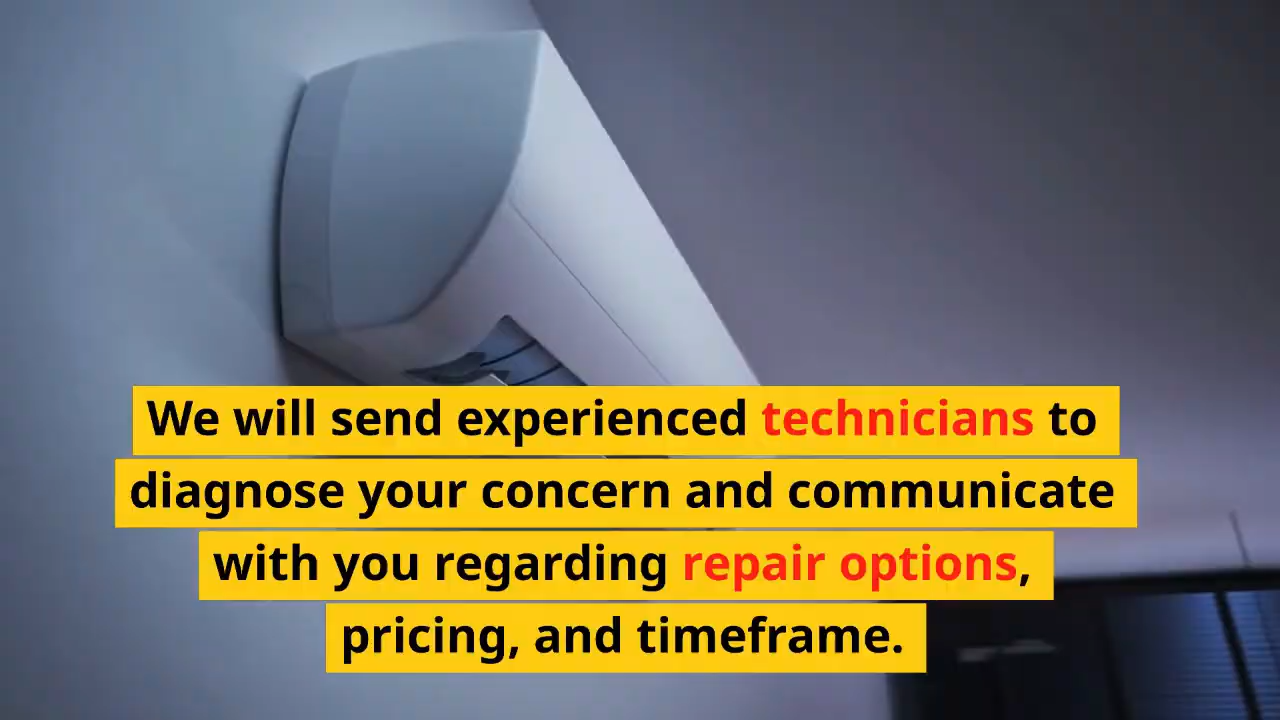 We will send experienced technicians to
diagnose your concern and communicate
with you regarding repair options,
pricing, and timeframe.